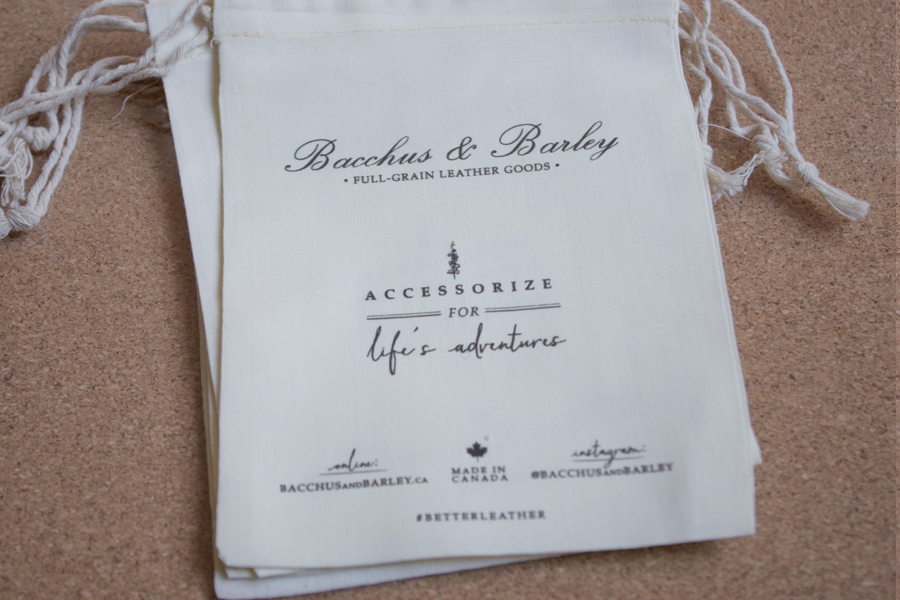 Bacchus & Barley
• FULL-GRAIN LEATHER GOODS •
ACCESSORIZE
FOR
life's adventures
online:
BACCHUSANDBARLEY.CA
MADE IN
CANADA
instagram:
@BACCHUSANDBARLEY
#BETTERLEATHER